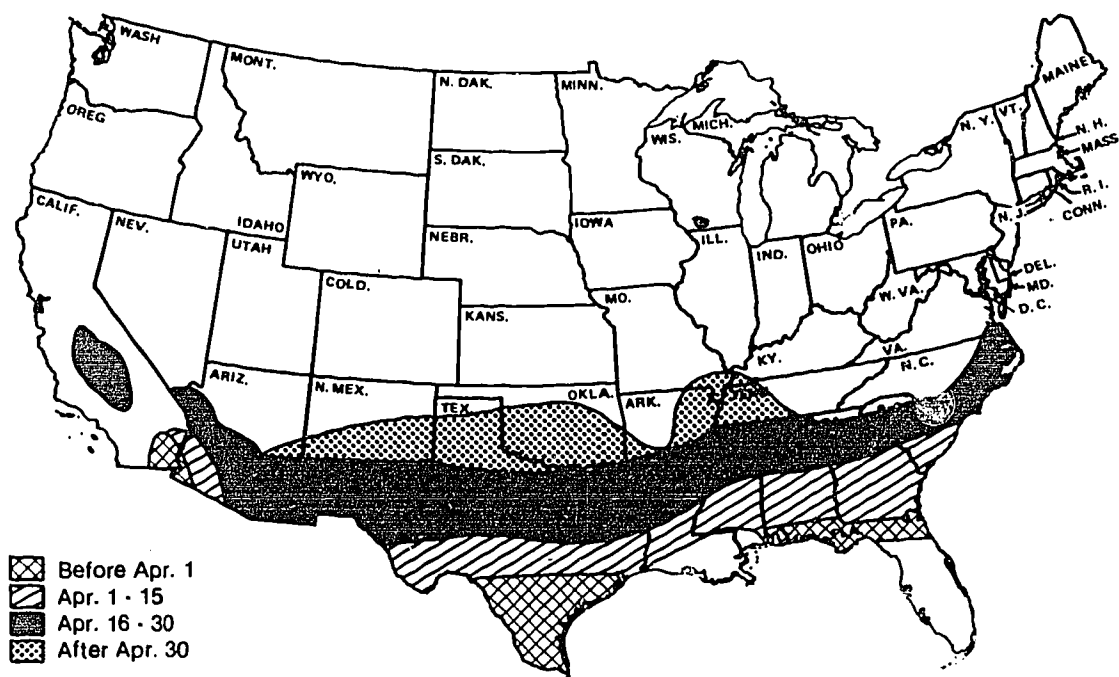 WASH
MONT.
N. DAK.
MINN.
MAINE
OREG
N. Y.
VT.
WIS.
MICH.
N. H.
MASS
S. DAK.
WYO.
R. I.
CALIF.
NEV.
IDAHO
IOWA
N. J.
CONN.
PA.
UTAH
NEBR.
ILL.
IND.
OHIO
DEL.
COLD.
MO.
W. VA.
MD.
KANS.
D. C.
KY.
VA.
ARIZ.
N. MEX.
OKLA.
ARK.
N. C.
TEX
Before Apr. 1
Apr. 1 - 15
Apr. 16 - 30
After Apr. 30